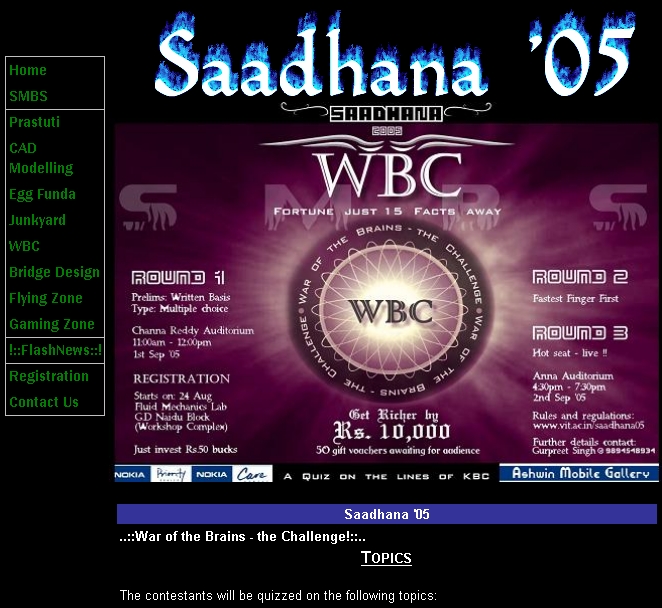 Saadhana '05
Home
SMBS
Prastuti
CAD
Modelling
Egg Funda
Junkyard
WBC
Bridge Design
Flying Zone
Gaming Zone
!::FlashNews::!
Registration
Contact Us
SAADHANA
2005
WBC
Fortune just 15 Facts away
WAR OF THE BRAINS - THE CHALLENGE
WAR OF THE BRAINS - THE CHALLENGE
WBC
ROUND 1
Prelims: Written Basis
Type: Multiple choice
Channa Reddy Auditorium
11:00am - 12:00pm
1st Sep '05
REGISTRATION
Starts on: 24 Aug
Fluid Mechanics Lab
G.D Naidu Block
(Workshop Complex)
Just invest Rs.50 bucks
Get Richer by
Rs. 10,000
50 gift vouchers awaiting for audience
ROUND 2
Fastest Finger First
ROUND 3
Hot seat - live !!
Anna Auditorium
4:30pm - 7:30pm
2nd Sep '05
Rules and regulations:
www.vit.ac.in/saadhana05
Further details contact:
Gurpreet Singh @ 9894548934
NOKIA Priority NOKIA Care
A Quiz on the lines of KBC
Ashwin Mobile Gallery
Saadhana '05
..::War of the Brains - the Challenge!::..
TOPICS
The contestants will be quizzed on the following topics: